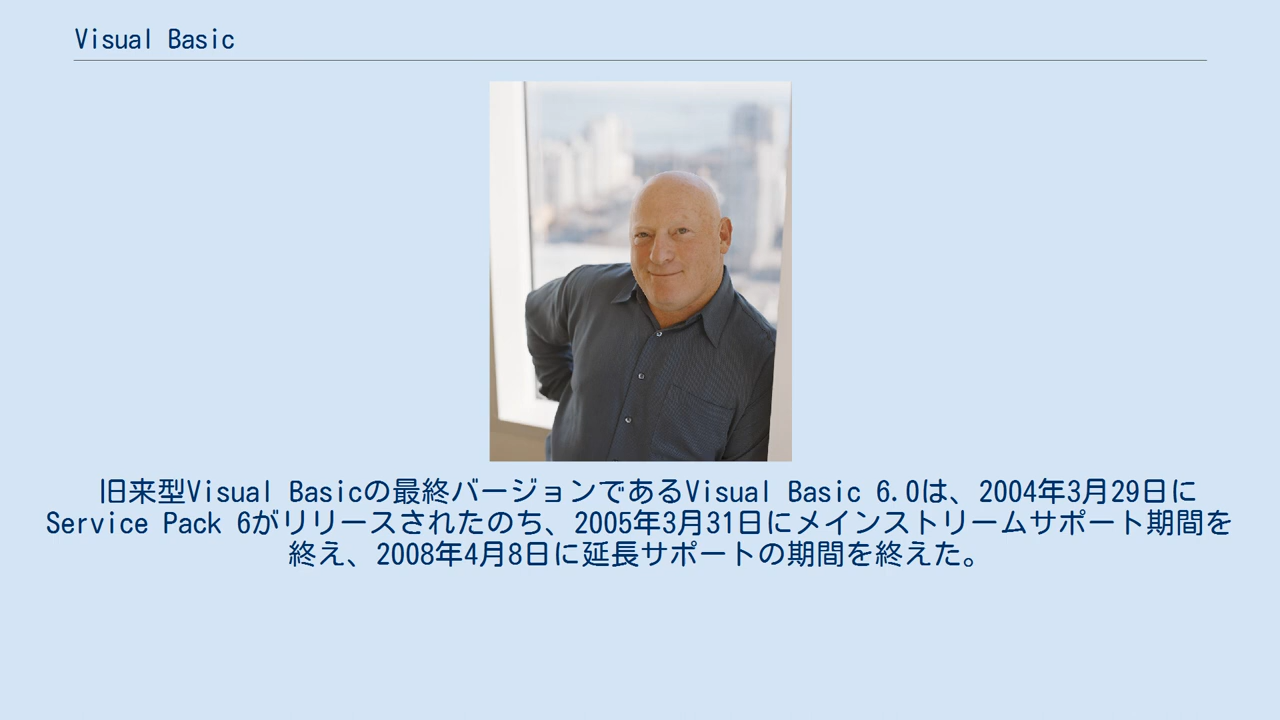 Visual Basic
旧来型Visual Basicの最終バージョンであるVisual Basic 6.0は、2004年3月29日に
Service Pack 6がリリースされたのち、2005年3月31日にメインストリームサポート期間を
終え、2008年4月8日に延長サポートの期間を終えた。